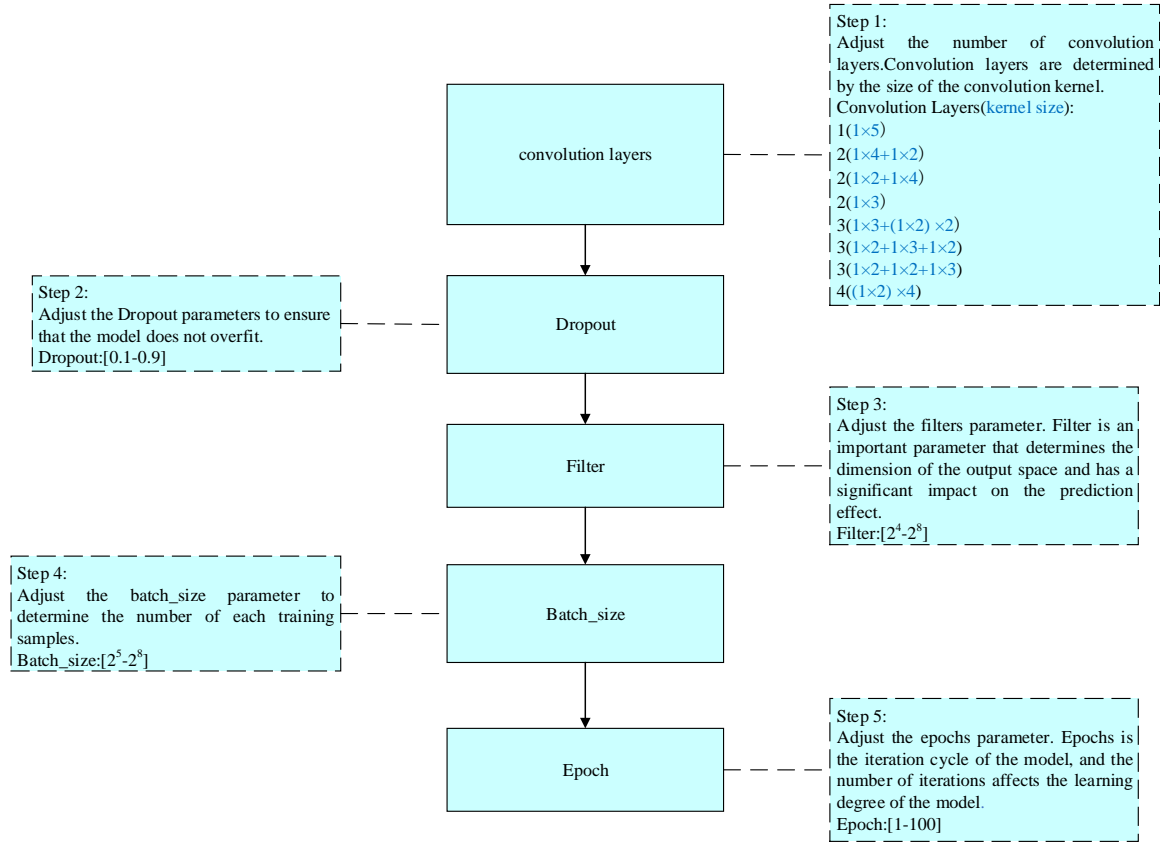 Step 1:
Adjust the number of convolution
layers.Convolution layers are determined
by the size of the convolution kernel.
Convolution Layers(kernel size):
1(1×5)
2(1×4+1×2)
2(1×2+1×4)
2(1×3)
3(1×3+(1×2) ×2)
3(1×2+1×3+1×2)
3(1×2+1×2+1×3)
4((1×2) ×4)
convolution layers
Step 2:
Adjust the Dropout parameters to ensure
that the model does not overfit.
Dropout:[0.1-0.9]
Dropout
Step 3:
Adjust the filters parameter. Filter is an
important parameter that determines the
dimension of the output space and has a
significant impact on the prediction
effect.
Filter:[2⁴-2⁸]
Filter
Step 4:
Adjust the batch_size parameter to
determine the number of each training
samples.
Batch_size:[2⁵-2⁸]
Batch_size
Step 5:
Adjust the epochs parameter. Epochs is
the iteration cycle of the model, and the
number of iterations affects the learning
degree of the model.
Epoch:[1-100]
Epoch